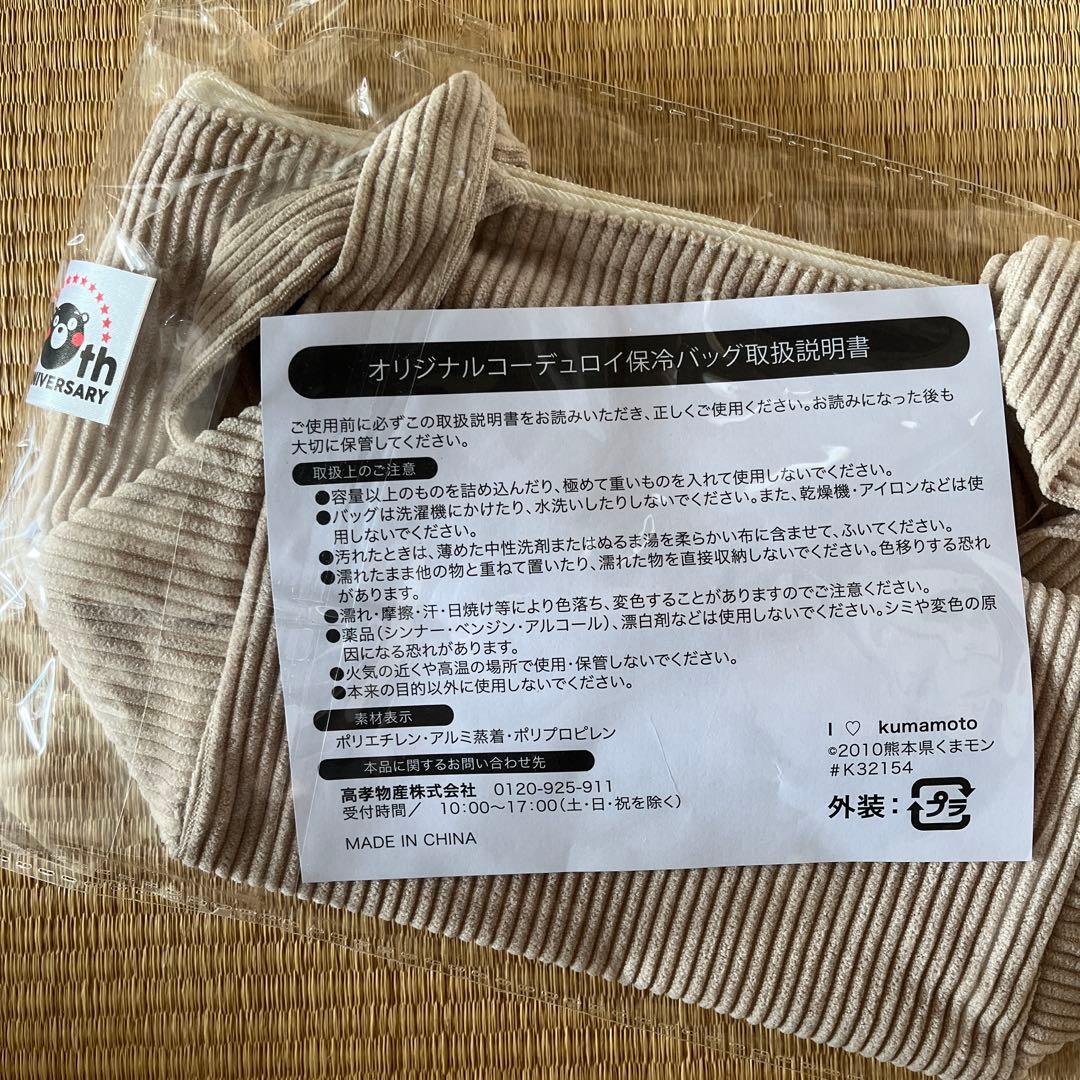 th
ANNIVERSARY
オリジナルコーデュロイ保冷バッグ取扱説明書
ご使用前に必ずこの取扱説明書をお読みいただき、正しくご使用ください。お読みになった後も
大切に保管してください。
取扱上のご注意
●容量以上のものを詰め込んだり、極めて重いものを入れて使用しないでください。
●バッグは洗濯機にかけたり、水洗いしたりしないでください。また、乾燥機・アイロンなどは使
用しないでください。
●汚れたときは、薄めた中性洗剤またはぬるま湯を柔らかい布に含ませて、ふいてください。
●濡れたまま他の物と重ねて置いたり、濡れた物を直接収納しないでください。色移りする恐れ
があります。
●濡れ・摩擦・汗・日焼け等により色落ち、変色することがありますのでご注意ください。
●薬品(シンナー・ベンジン・アルコール)、漂白剤などは使用しないでください。シミや変色の原
因になる恐れがあります。
●火気の近くや高温の場所で使用・保管しないでください。
●本来の目的以外に使用しないでください。
素材表示
ポリエチレン・アルミ蒸着・ポリプロピレン
本品に関するお問い合わせ先
高孝物産株式会社 0120-925-911
受付時間/ 10:00〜17:00(土・日・祝を除く)
MADE IN CHINA
I ♡ kumamoto
©2010熊本県くまモン
#K32154
外装: プラ